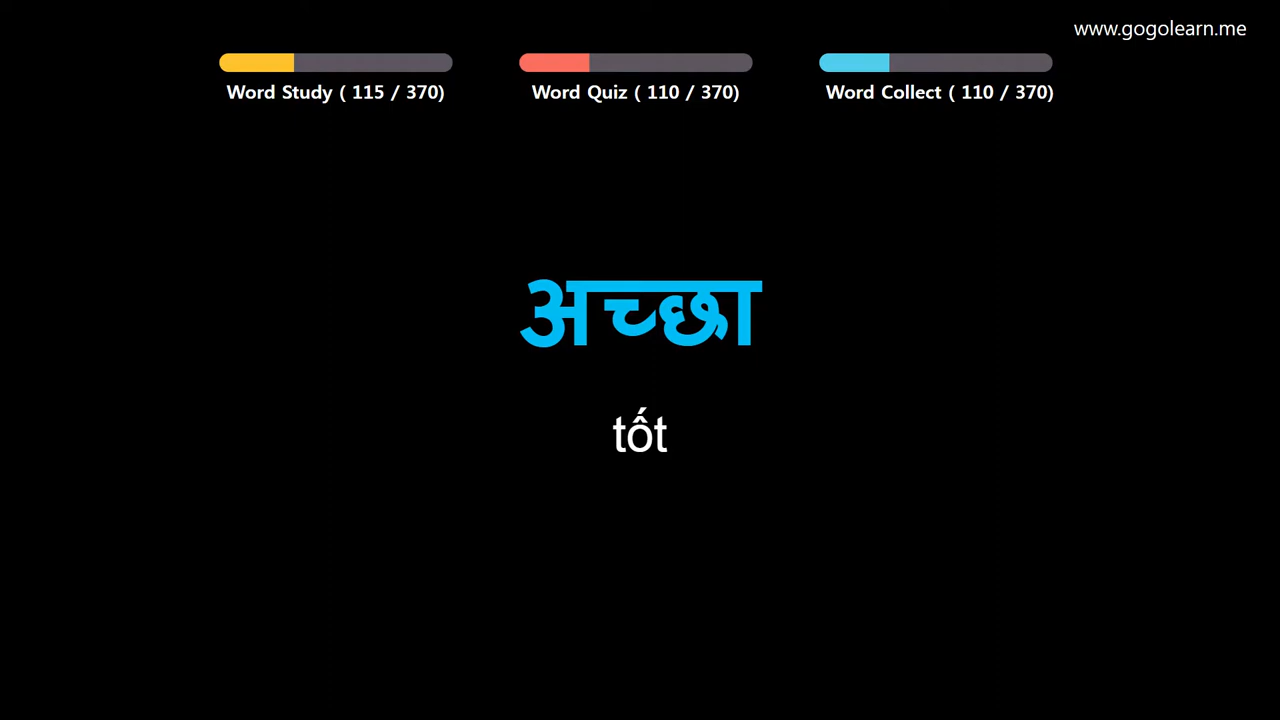 www.gogolearn.me
Word Study ( 115 / 370)
Word Quiz ( 110 / 370)
Word Collect ( 110 / 370)
अच्छा
tốt